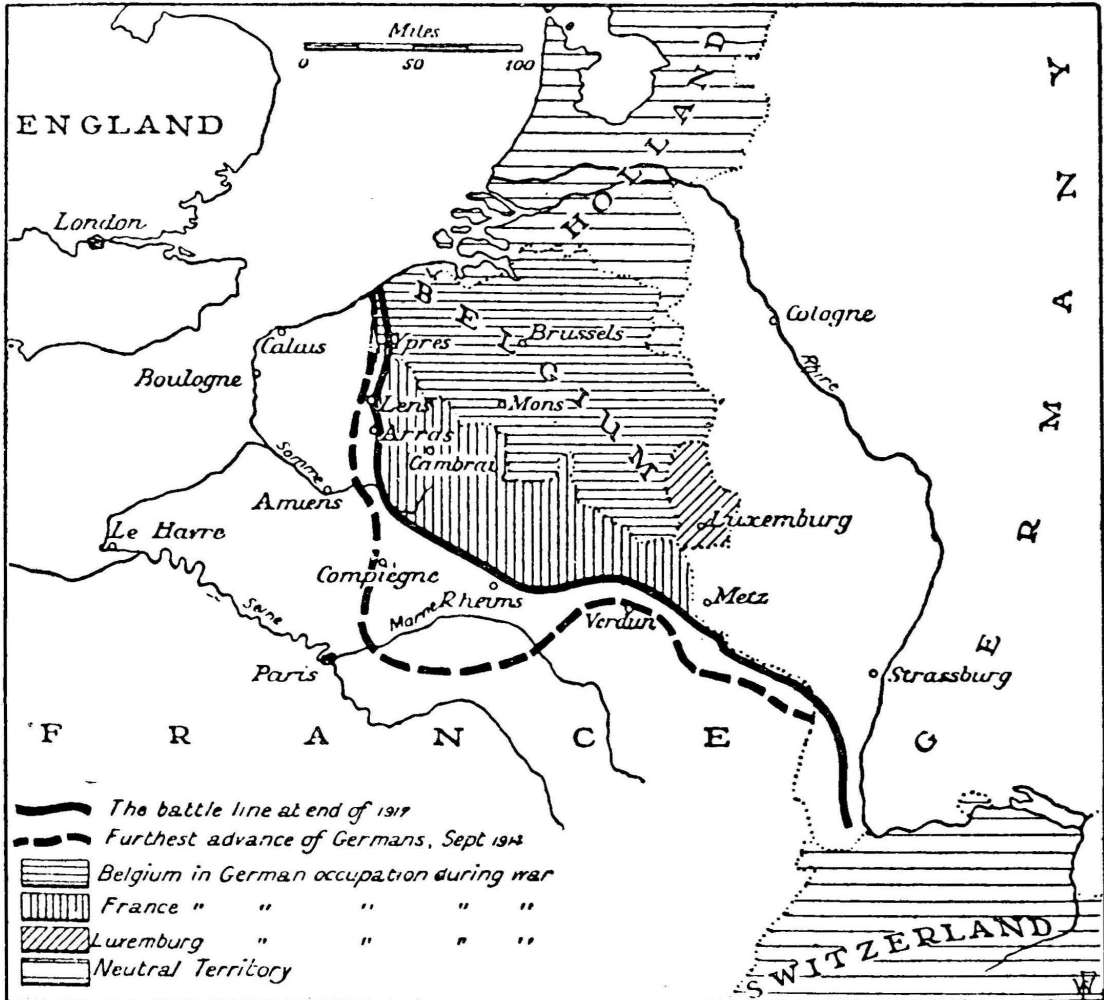 Miles
0 50 100
ENGLAND
HOLLAND
GERMANY
London
Cologne
Rhine
BELGIUM
Calais
Ypres
Brussels
Boulogne
Lens
Mons
Arras
Cambrai
Somme
Amiens
Luxemburg
Le Havre
Compiègne
Rheims
Metz
Seine
Marne
Verdun
Paris
Strassburg
FRANCE
The battle line at end of 1917
Furthest advance of Germans, Sept 1914
Belgium in German occupation during war
France " " " " "
Luxemburg " " " "
Neutral Territory
SWITZERLAND